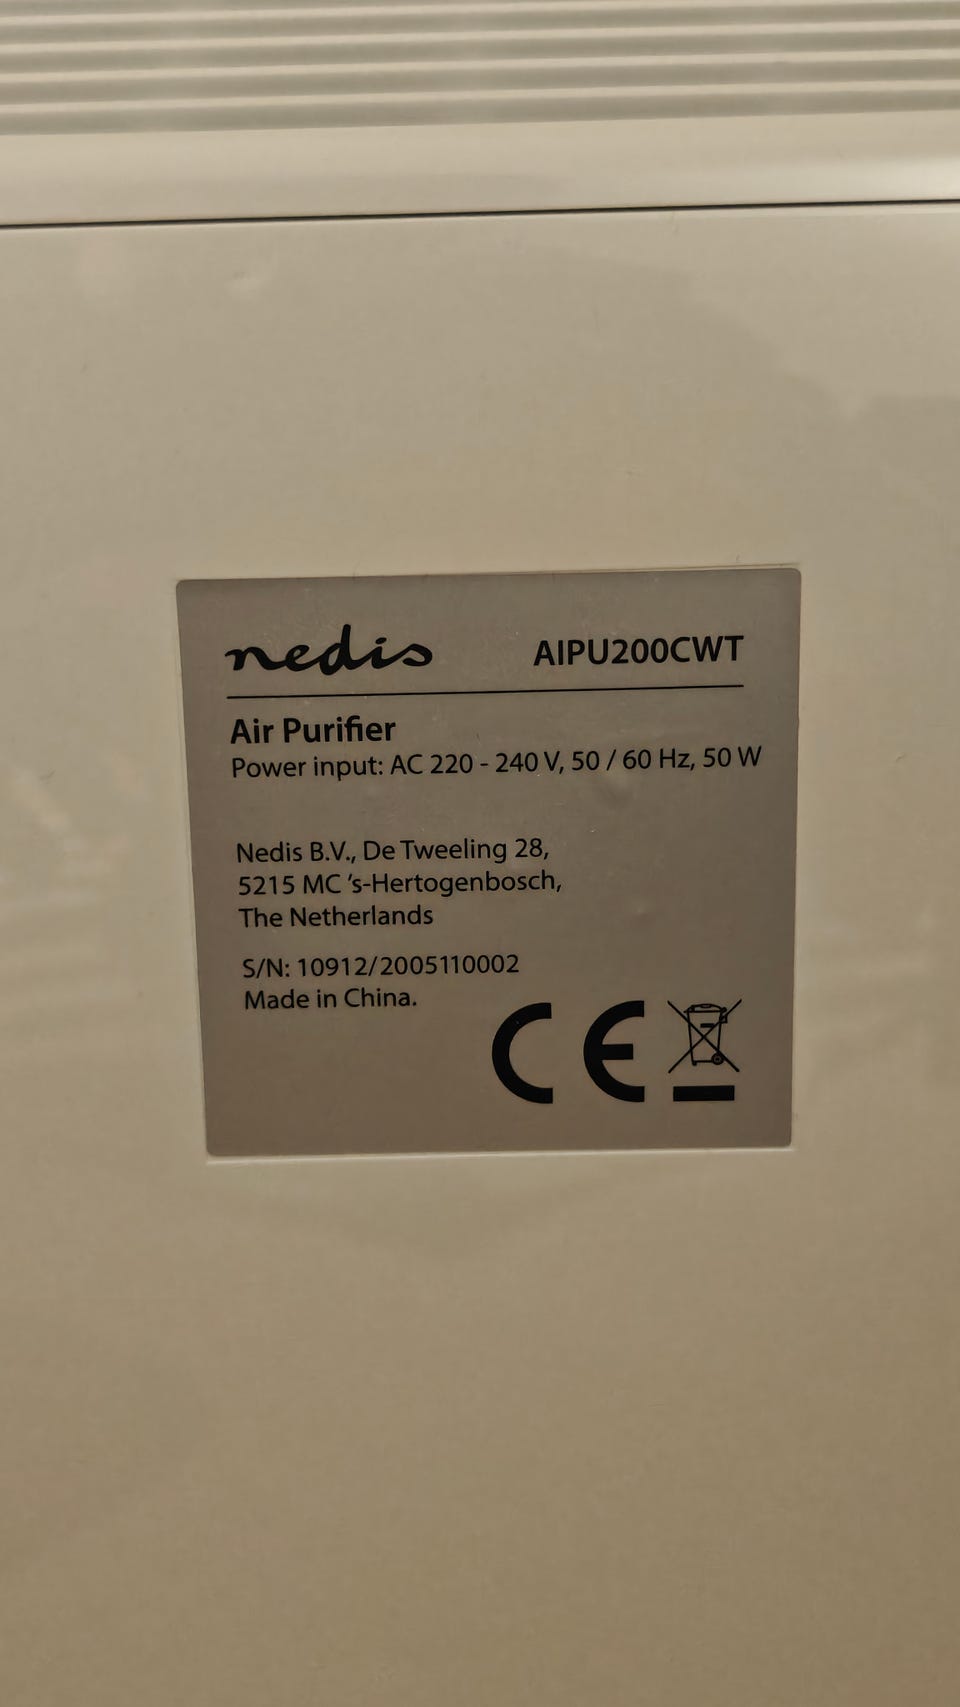 nedis AIPU200CWT
Air Purifier
Power input: AC 220 - 240 V, 50 / 60 Hz, 50 W
Nedis B.V., De Tweeling 28,
5215 MC ’s-Hertogenbosch,
The Netherlands
S/N: 10912/2005110002
Made in China.
CE